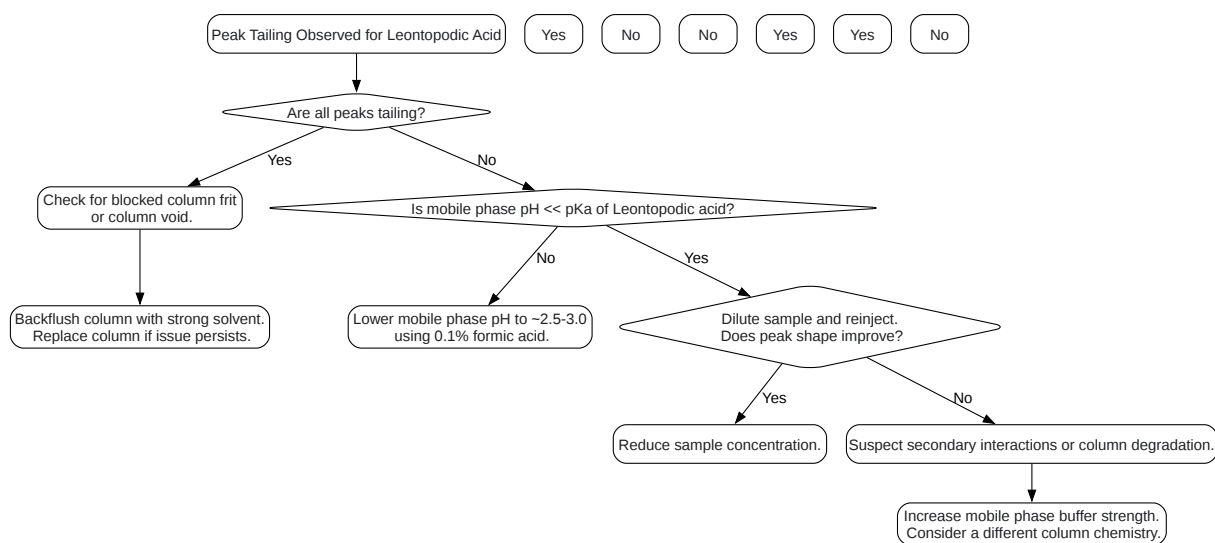 Peak Tailing Observed for Leontopodic Acid
Yes
No
No
Yes
Yes
No
Are all peaks tailing?
Yes
No
Check for blocked column frit
or column void.
Is mobile phase pH << pKa of Leontopodic acid?
No
Yes
Backflush column with strong solvent.
Replace column if issue persists.
Lower mobile phase pH to ~2.5-3.0
using 0.1% formic acid.
Dilute sample and reinject.
Does peak shape improve?
Yes
No
Reduce sample concentration.
Suspect secondary interactions or column degradation.
Increase mobile phase buffer strength.
Consider a different column chemistry.